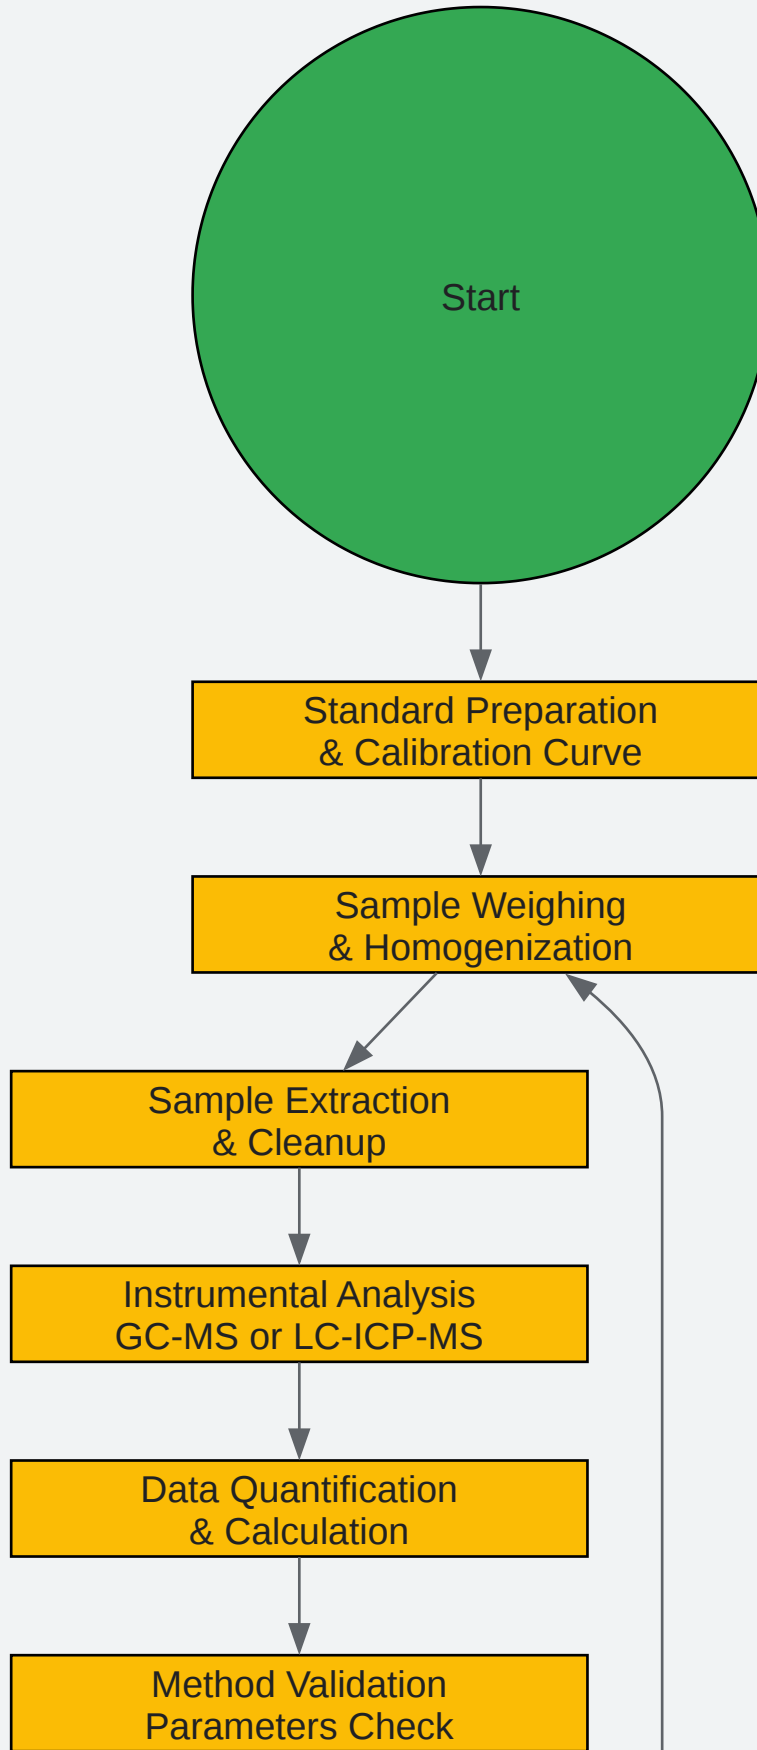 Start
Standard Preparation
& Calibration Curve
Sample Weighing
& Homogenization
Sample Extraction
& Cleanup
Instrumental Analysis
GC-MS or LC-ICP-MS
Data Quantification
& Calculation
Method Validation
Parameters Check